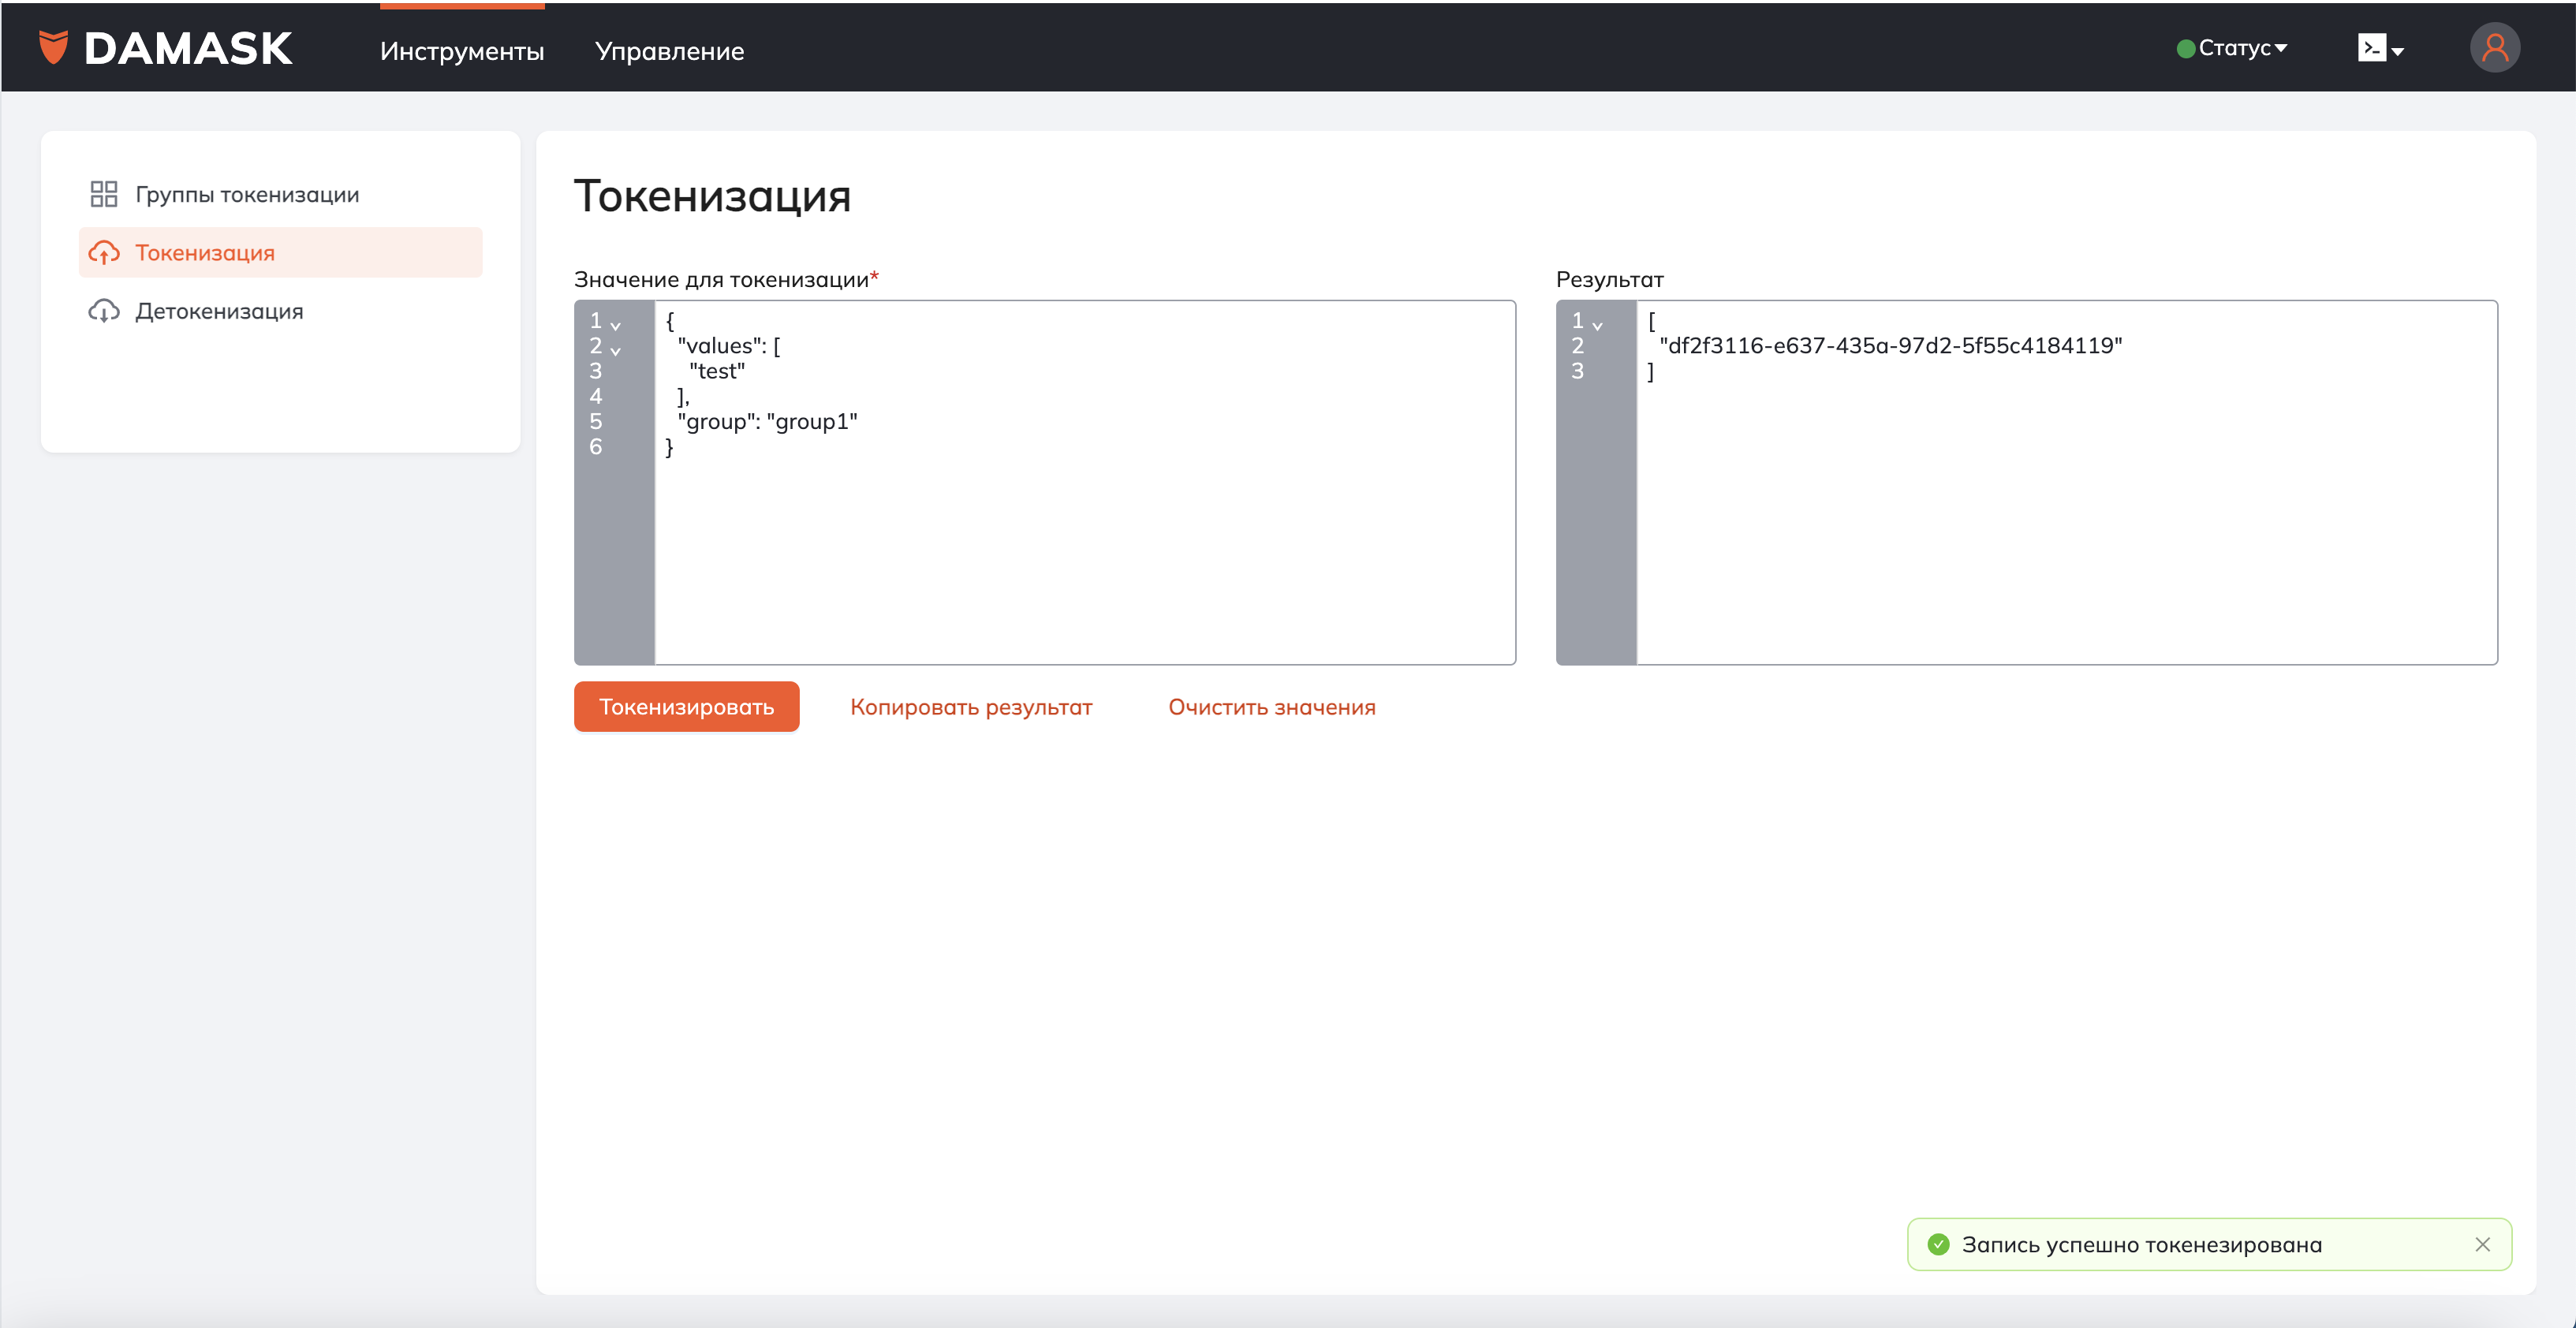 DAMASK
Инструменты
Управление
Статус
Группы токенизации
Токенизация
Детокенизация
Токенизация
Значение для токенизации*
1 {
2 "values": [
3 "test"
4 ],
5 "group": "group1"
6 }
Результат
1 [
2 "df2f3116-e637-435a-97d2-5f55c4184119"
3 ]
Токенизировать
Копировать результат
Очистить значения
Запись успешно токенезирована